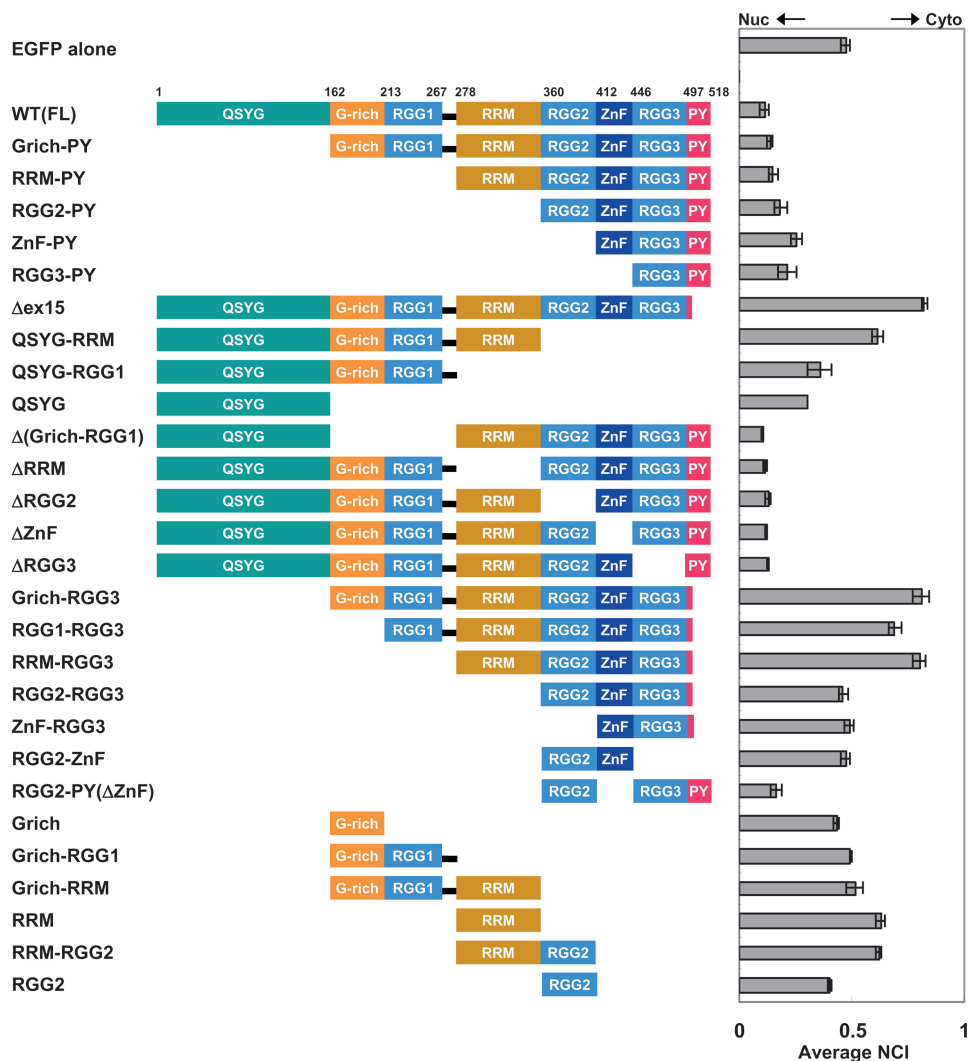 Nuc Cyto
EGFP alone
1 162 213 267 278 360 412 446 497 518
WT(FL) QSYG G-rich RGG1 RRM RGG2 ZnF RGG3 PY
Grich-PY G-rich RGG1 RRM RGG2 ZnF RGG3 PY
RRM-PY RRM RGG2 ZnF RGG3 PY
RGG2-PY RGG2 ZnF RGG3 PY
ZnF-PY ZnF RGG3 PY
RGG3-PY RGG3 PY
Δex15 QSYG G-rich RGG1 RRM RGG2 ZnF RGG3
QSYG-RRM QSYG G-rich RGG1 RRM
QSYG-RGG1 QSYG G-rich RGG1
QSYG QSYG
Δ(Grich-RGG1) QSYG RRM RGG2 ZnF RGG3 PY
ΔRRM QSYG G-rich RGG1 RGG2 ZnF RGG3 PY
ΔRGG2 QSYG G-rich RGG1 RRM ZnF RGG3 PY
ΔZnF QSYG G-rich RGG1 RRM RGG2 RGG3 PY
ΔRGG3 QSYG G-rich RGG1 RRM RGG2 ZnF PY
Grich-RGG3 G-rich RGG1 RRM RGG2 ZnF RGG3
RGG1-RGG3 RGG1 RRM RGG2 ZnF RGG3
RRM-RGG3 RRM RGG2 ZnF RGG3
RGG2-RGG3 RGG2 ZnF RGG3
ZnF-RGG3 ZnF RGG3
RGG2-ZnF RGG2 ZnF
RGG2-PY(ΔZnF) RGG2 RGG3 PY
Grich G-rich
Grich-RGG1 G-rich RGG1
Grich-RRM G-rich RGG1 RRM
RRM RRM
RRM-RGG2 RRM RGG2
RGG2 RGG2
0 0.5 1
Average NCI